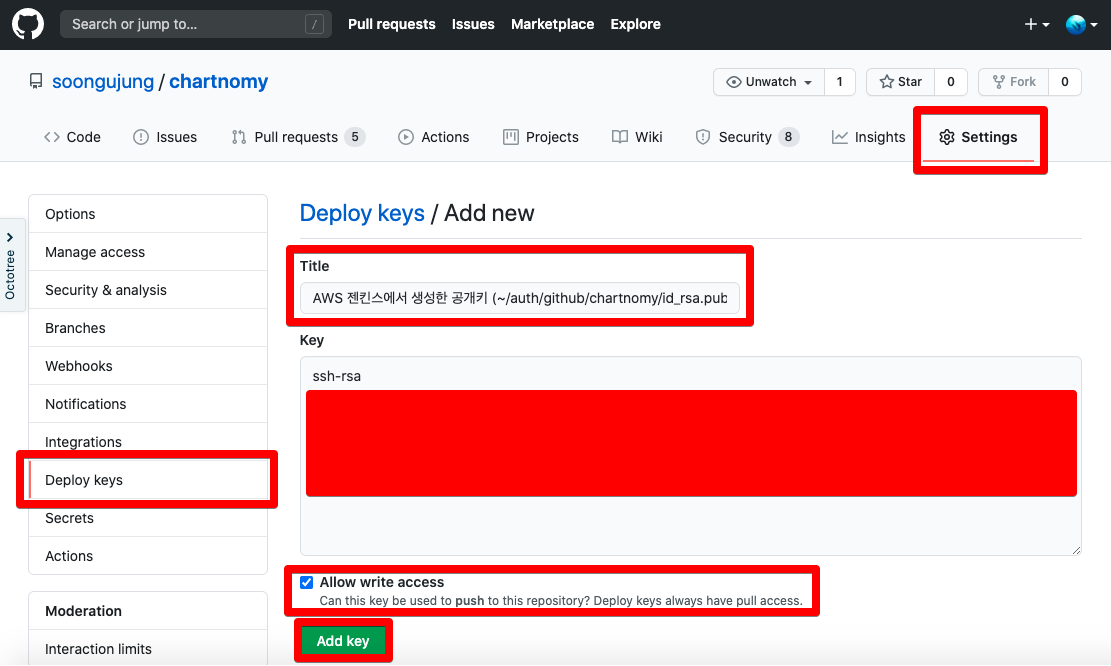 Search or jump to... /
Pull requests Issues Marketplace Explore
soongujung / chartnomy
Unwatch 1 Star 0 Fork 0
Code Issues Pull requests 5 Actions Projects Wiki Security 8 Insights Settings
Octotree
Options
Manage access
Security & analysis
Branches
Webhooks
Notifications
Integrations
Deploy keys
Secrets
Actions
Moderation
Interaction limits
Deploy keys / Add new
Title
AWS 젠킨스에서 생성한 공개키 (~/auth/github/chartnomy/id_rsa.pub
Key
ssh-rsa
Allow write access
Can this key be used to push to this repository? Deploy keys always have pull access.
Add key